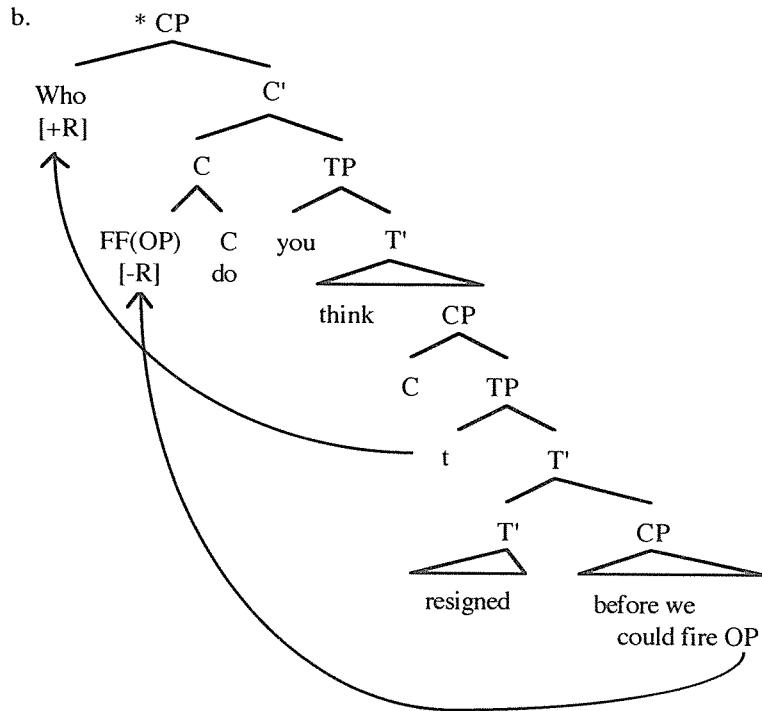 b.
* CP
Who C'
[+R]
C TP
FF(OP) C you T'
[-R] do
think CP
C TP
t T'
T' CP
resigned before we
could fire OP